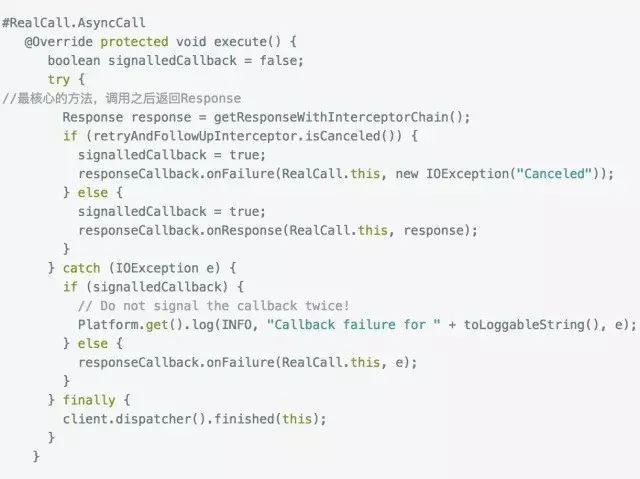 #RealCall.AsyncCall
@Override protected void execute() {
boolean signalledCallback = false;
try {
//最核心的方法，调用之后返回Response
Response response = getResponseWithInterceptorChain();
if (retryAndFollowUpInterceptor.isCanceled()) {
signalledCallback = true;
responseCallback.onFailure(RealCall.this, new IOException("Canceled"));
} else {
signalledCallback = true;
responseCallback.onResponse(RealCall.this, response);
}
} catch (IOException e) {
if (signalledCallback) {
// Do not signal the callback twice!
Platform.get().log(INFO, "Callback failure for " + toLoggableString(), e);
} else {
responseCallback.onFailure(RealCall.this, e);
}
} finally {
client.dispatcher().finished(this);
}
}